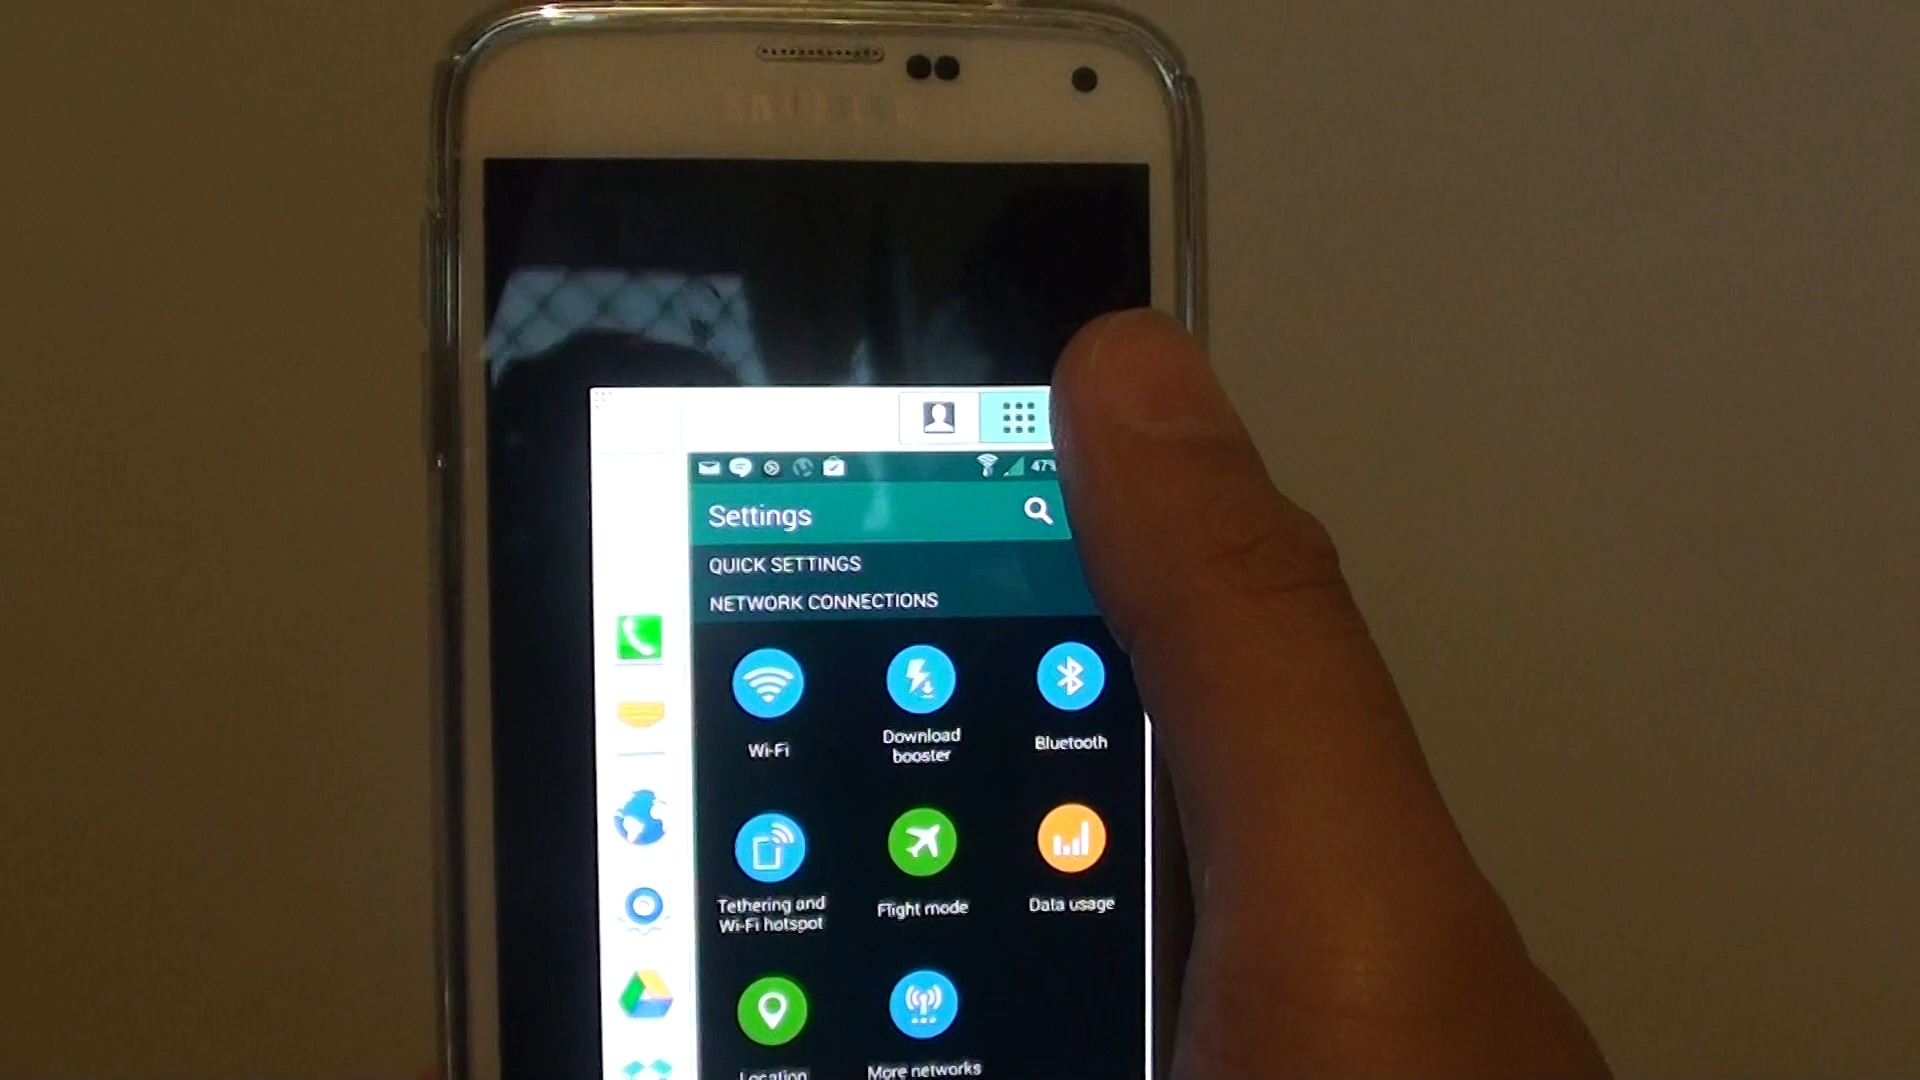 SAMSUNG
47%
Settings
QUICK SETTINGS
NETWORK CONNECTIONS
Wi-Fi
Download
booster
Bluetooth
Tethering and
Wi-Fi hotspot
Flight mode
Data usage
Location
More networks